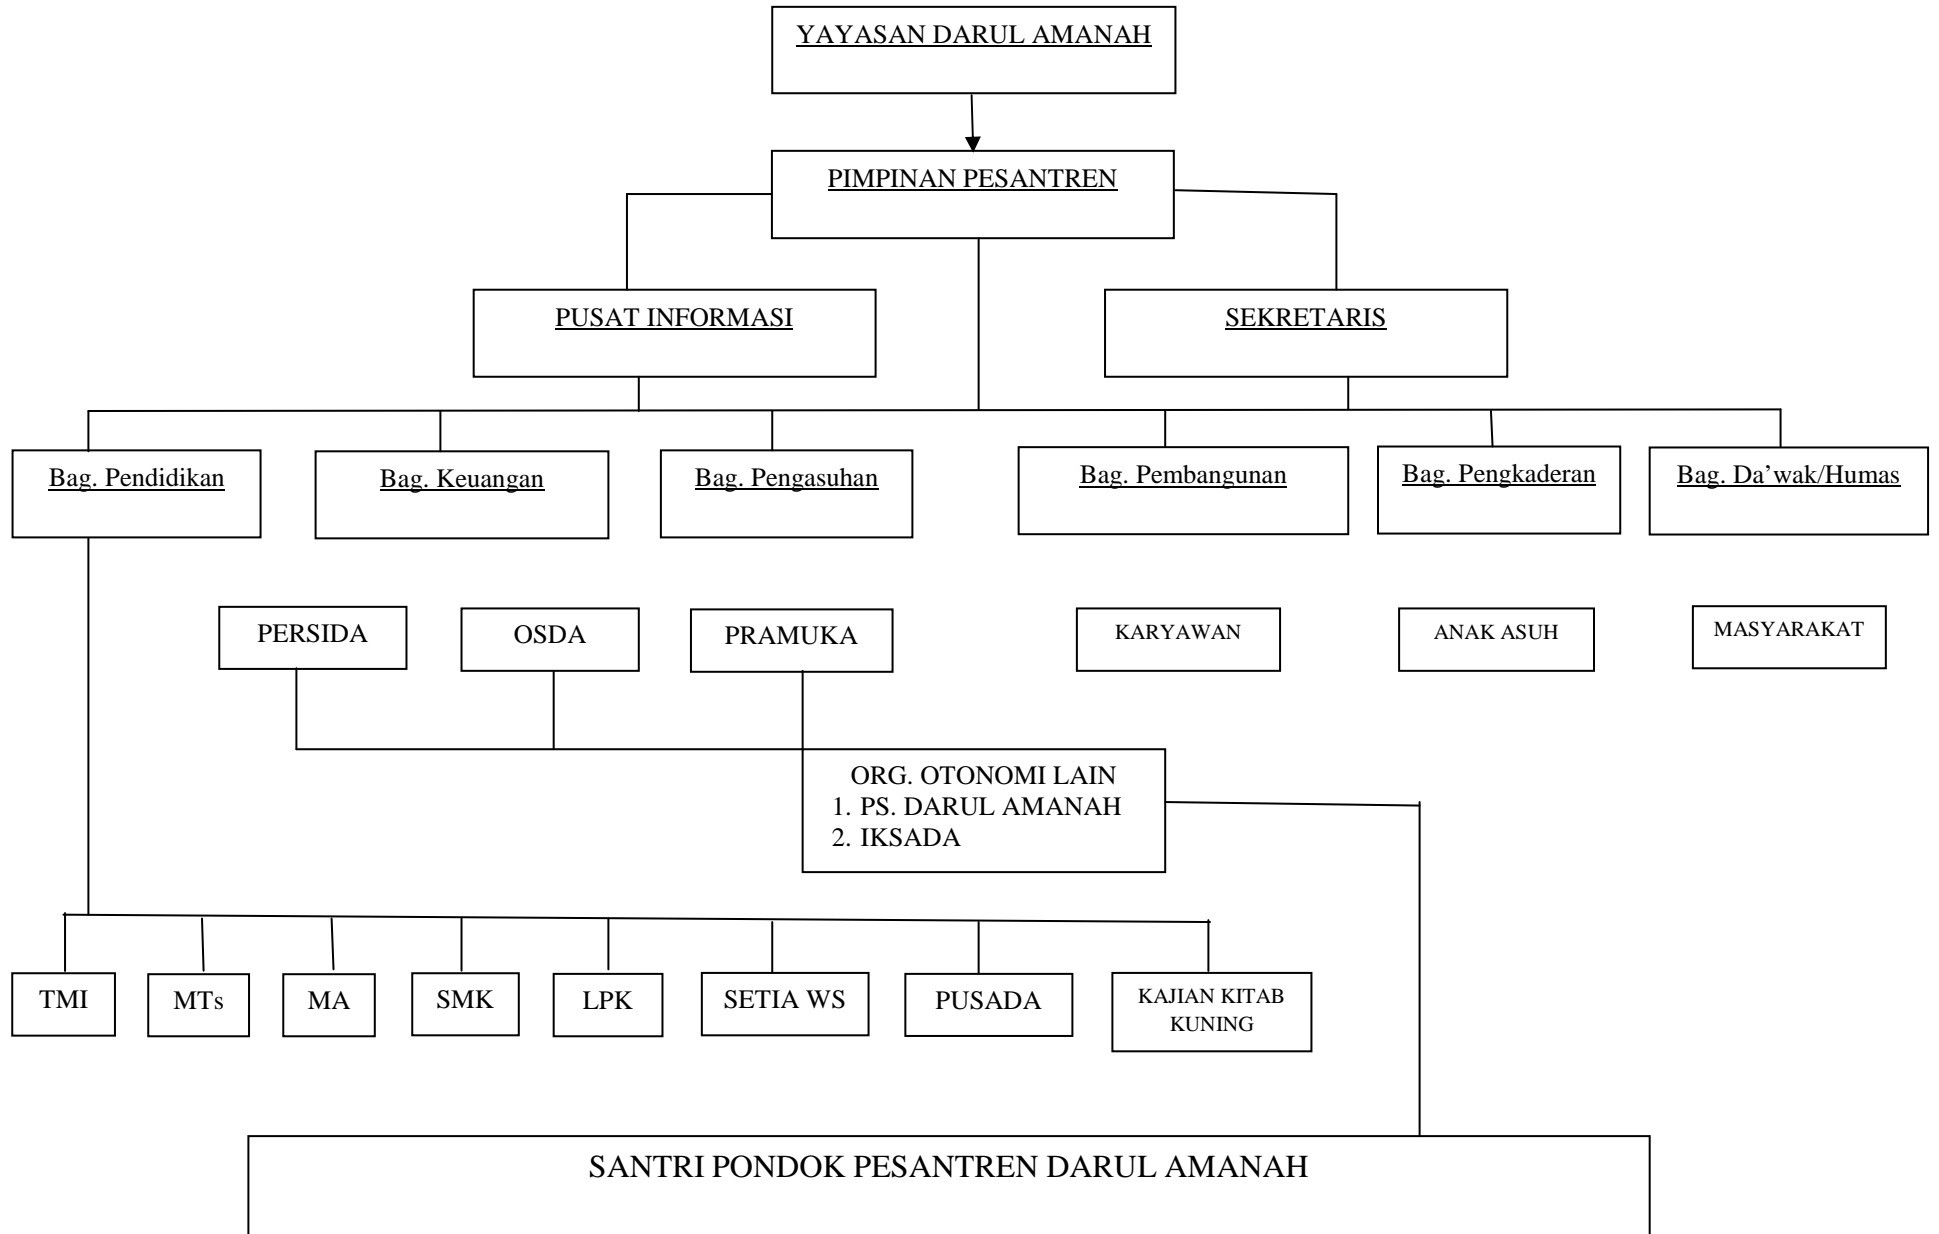 YAYASAN DARUL AMANAH
PIMPINAN PESANTREN
PUSAT INFORMASI
SEKRETARIS
Bag. Pendidikan
Bag. Keuangan
Bag. Pengasuhan
Bag. Pembangunan
Bag. Pengkaderan
Bag. Da’wak/Humas
PERSIDA
OSDA
PRAMUKA
KARYAWAN
ANAK ASUH
MASYARAKAT
ORG. OTONOMI LAIN
1. PS. DARUL AMANAH
2. IKSADA
TMI
MTs
MA
SMK
LPK
SETIA WS
PUSADA
KAJIAN KITAB
KUNING
SANTRI PONDOK PESANTREN DARUL AMANAH